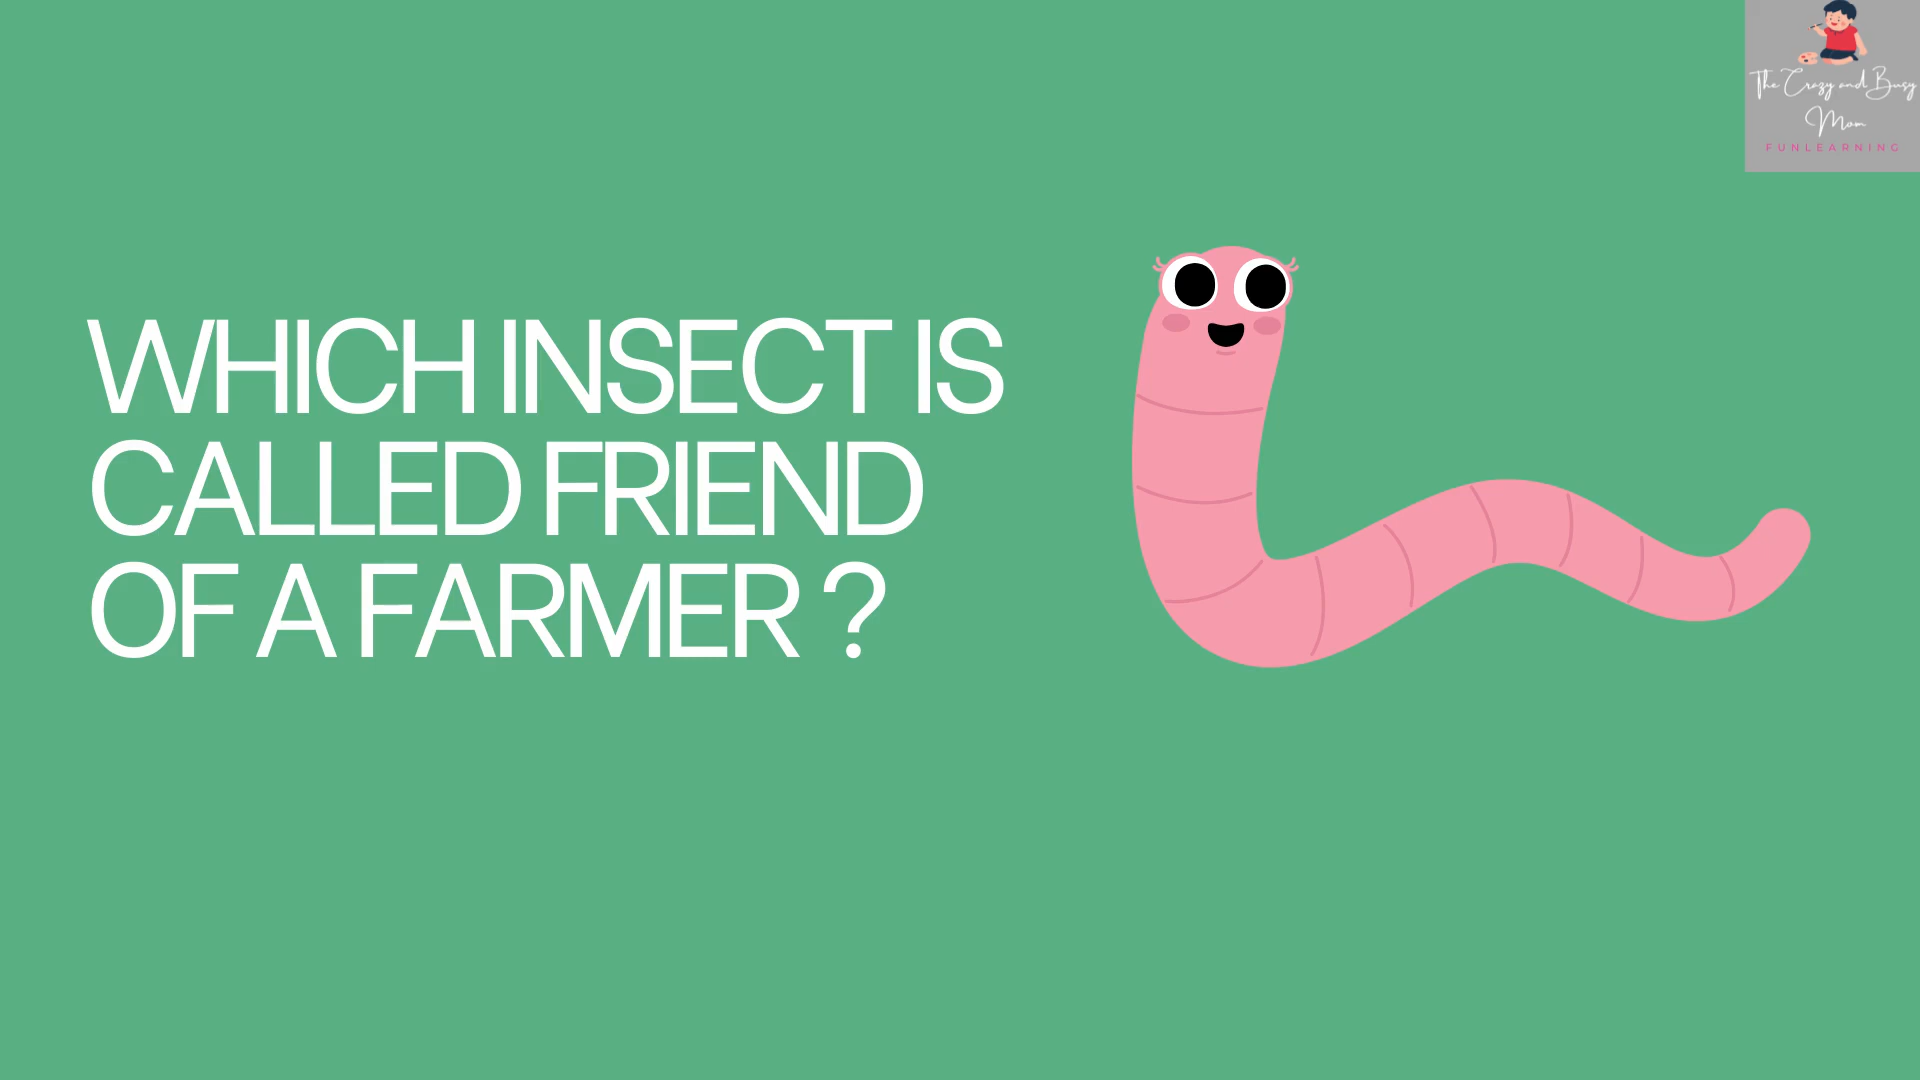 WHICH INSECT IS
CALLED FRIEND
OF A FARMER ?
The Crazy and Busy
Mom
FUNLEARNING